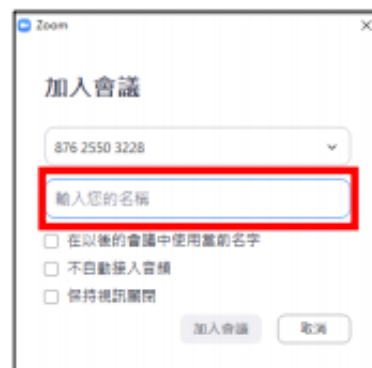 Zoom
加入會議
876 2550 3228
輸入您的名稱
在以後的會議中使用當前名字
不自動接入音頻
保持視訊關閉
加入會議
取消